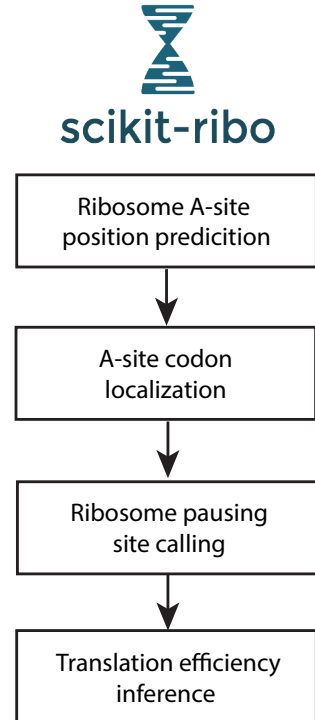 scikit-ribo
Ribosome A-site
position predicition
A-site codon
localization
Ribosome pausing
site calling
Translation efficiency
inference